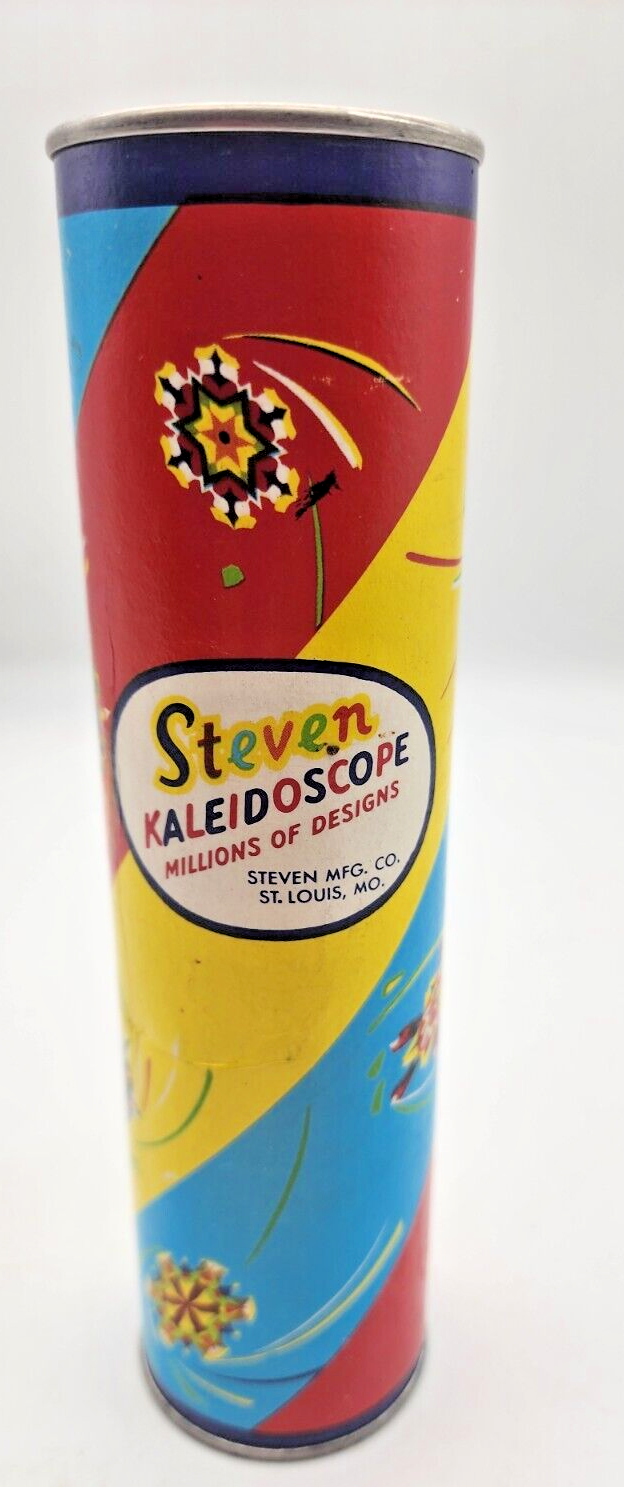 Steven
KALEIDOSCOPE
MILLIONS OF DESIGNS
STEVEN MFG. CO.
ST. LOUIS, MO.